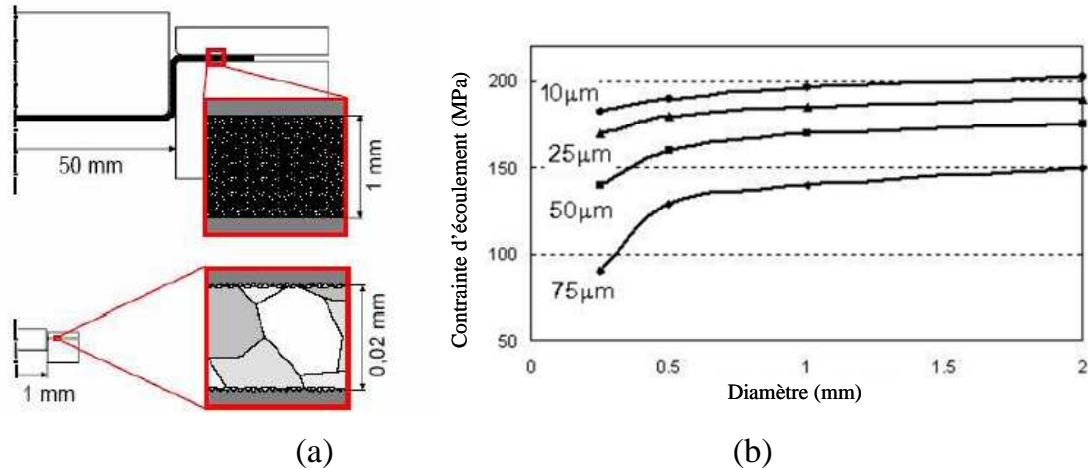 50 mm
1 mm
1 mm
0,02 mm
(a)
Contrainte d'écoulement (MPa)
200
150
100
50
10µm
25µm
50µm
75µm
0
0.5
1
1.5
2
Diamètre (mm)
(b)